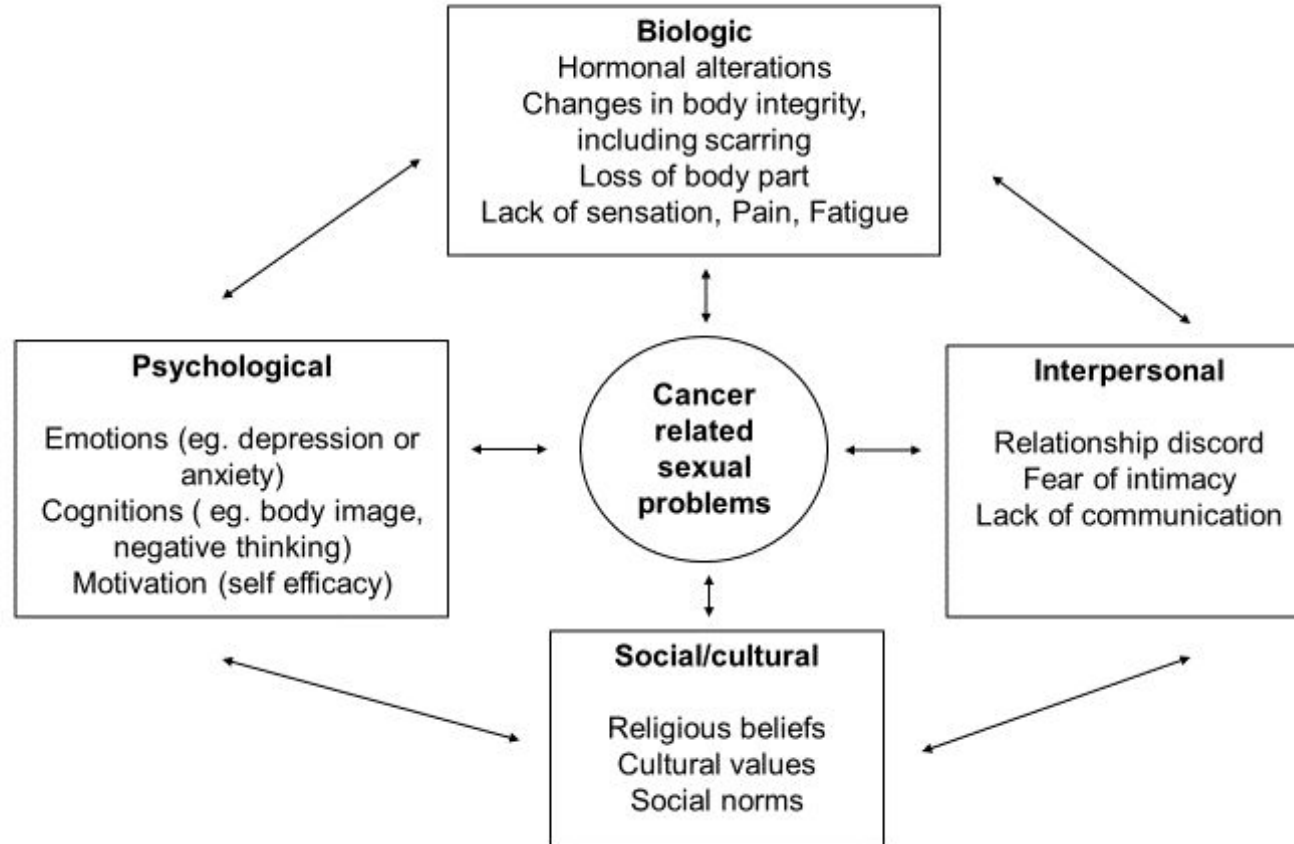 Biologic
Hormonal alterations
Changes in body integrity,
including scarring
Loss of body part
Lack of sensation, Pain, Fatigue
Psychological
Emotions (eg. depression or
anxiety)
Cognitions ( eg. body image,
negative thinking)
Motivation (self efficacy)
Cancer
related
sexual
problems
Interpersonal
Relationship discord
Fear of intimacy
Lack of communication
Social/cultural
Religious beliefs
Cultural values
Social norms